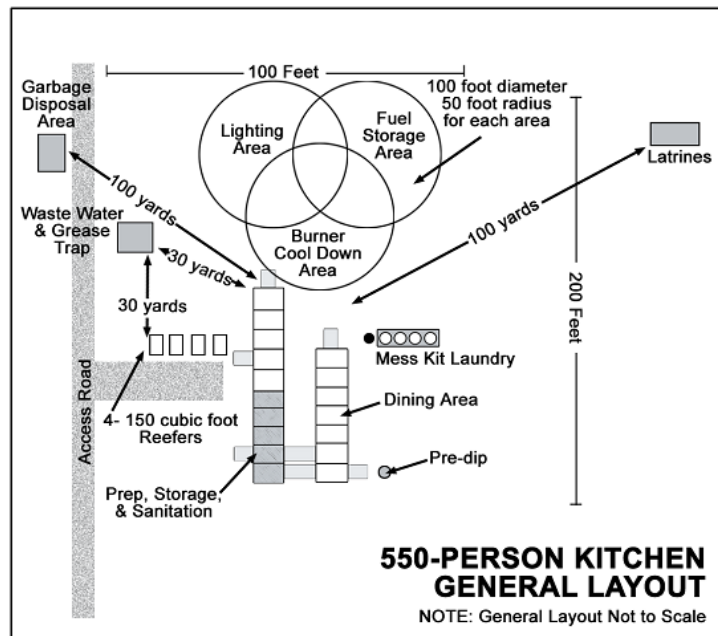 100 Feet
Garbage
Disposal
Area
Lighting
Area
Fuel
Storage
Area
100 foot diameter
50 foot radius
for each area
Latrines
100 yards
100 yards
Waste Water
& Grease
Trap
Burner
Cool Down
Area
30 yards
30 yards
200 Feet
Mess Kit Laundry
Access Road
4- 150 cubic foot
Reefers
Dining Area
Pre-dip
Prep, Storage,
& Sanitation
550-PERSON KITCHEN
GENERAL LAYOUT
NOTE: General Layout Not to Scale